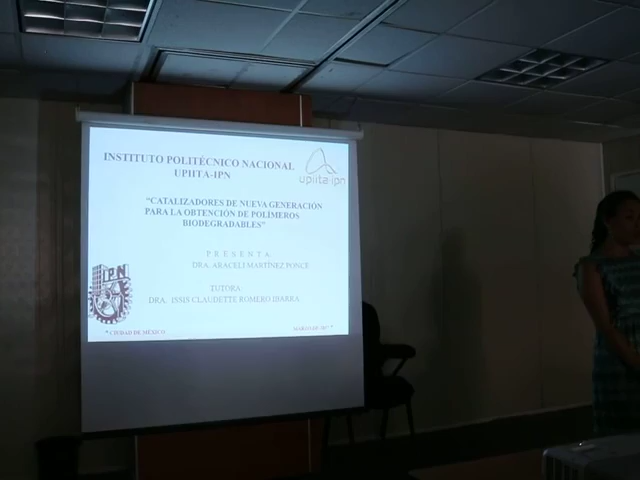 INSTITUTO POLITÉCNICO NACIONAL
UPIITA-IPN
upiita-ipn
"CATALIZADORES DE NUEVA GENERACIÓN
PARA LA OBTENCIÓN DE POLÍMEROS
BIODEGRADABLES"
PRESENTA
DRA. ARACELI MARTÍNEZ PONCE
TUTORA
DRA. ISSIS CLAUDETTE ROMERO IBARRA
IPN
* CIUDAD DE MÉXICO